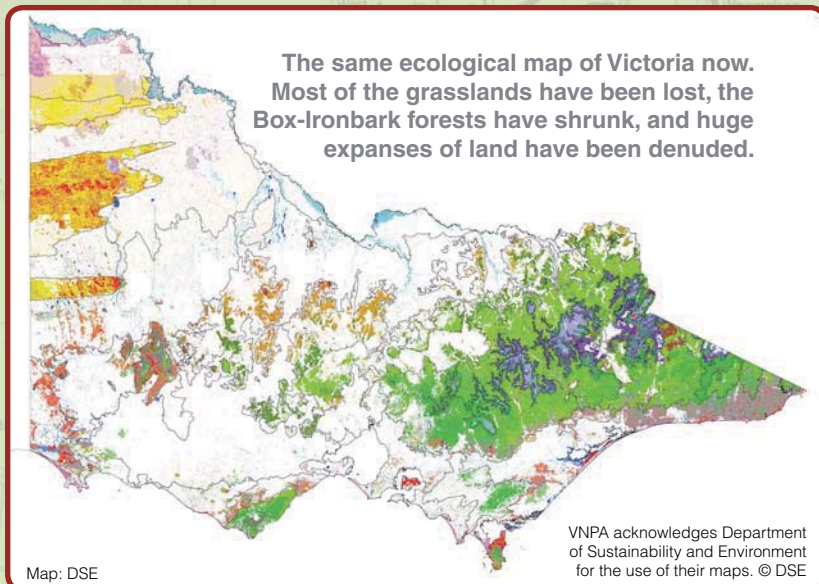 The same ecological map of Victoria now.
Most of the grasslands have been lost, the
Box-Ironbark forests have shrunk, and huge
expanses of land have been denuded.
Map: DSE
VNPA acknowledges Department
of Sustainability and Environment
for the use of their maps. © DSE